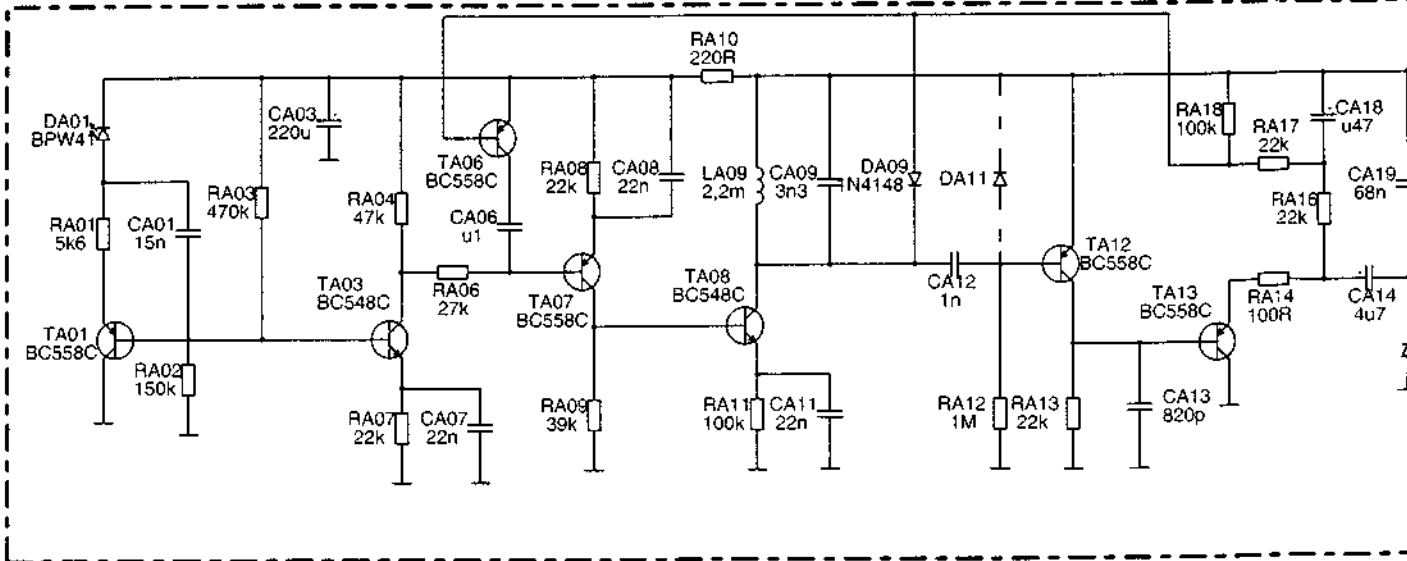 RA10
220R
DA01
BPW41
CA03
220u
TA06
BC558C
RA08
22k
CA08
22n
LA09
2,2m
CA09
3n3
DA09
1N4148
DA11
RA18
100k
RA17
22k
CA18
u47
CA19
68n
RA01
5k6
CA01
15n
RA03
470k
RA04
47k
CA06
u1
RA16
22k
TA03
BC548C
RA06
27k
TA07
BC558C
TA08
BC548C
CA12
1n
TA12
BC558C
TA13
BC558C
RA14
100R
CA14
4u7
TA01
BC558C
RA02
150k
RA07
22k
CA07
22n
RA09
39k
RA11
100k
CA11
22n
RA12
1M
RA13
22k
CA13
820p